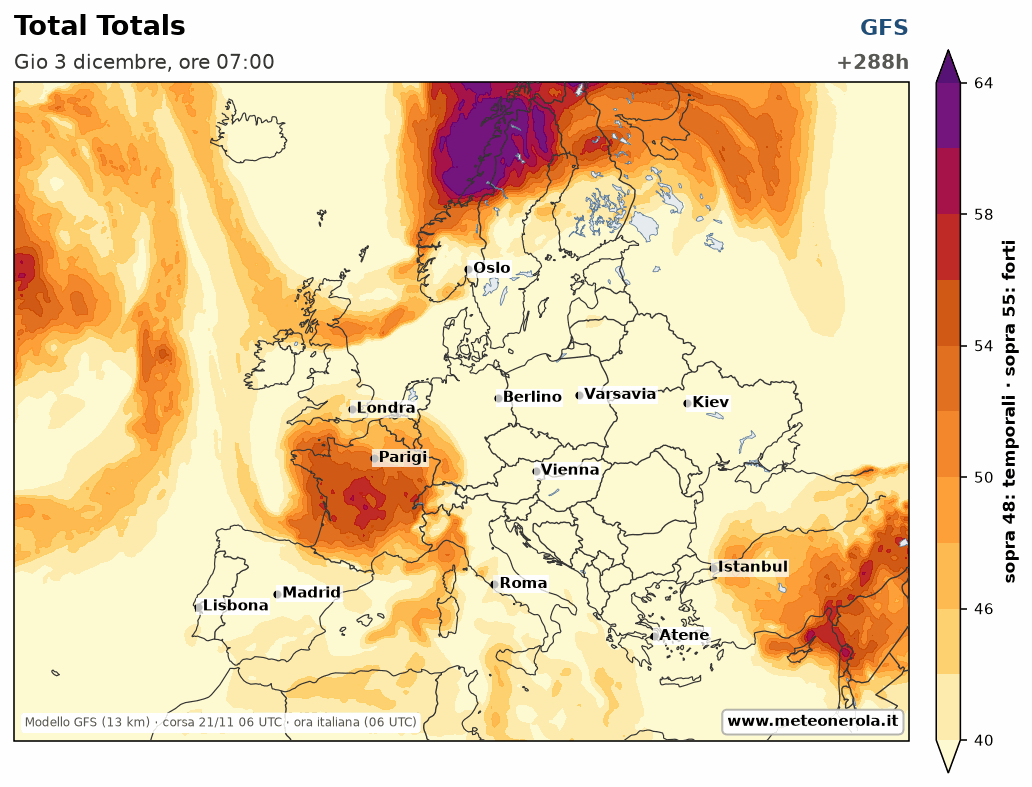 Total Totals
GFS
Gio 3 dicembre, ore 07:00
+288h
64
58
54
50
46
40
sopra 48: temporali · sopra 55: forti
Oslo
Londra
Berlino
Varsavia
Kiev
Parigi
Vienna
Istanbul
Roma
Madrid
Lisbona
Atene
Modello GFS (13 km) · corsa 21/11 06 UTC · ora italiana (06 UTC)
www.meteonerola.it